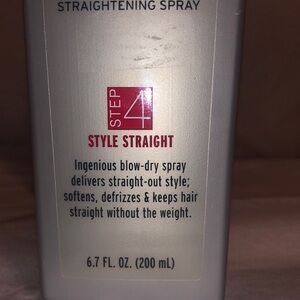 STRAIGHTENING SPRAY
STEP 4
STYLE STRAIGHT
Ingenious blow-dry spray
delivers straight-out style;
softens, defrizzes & keeps hair
straight without the weight.
6.7 FL. OZ. (200 mL)